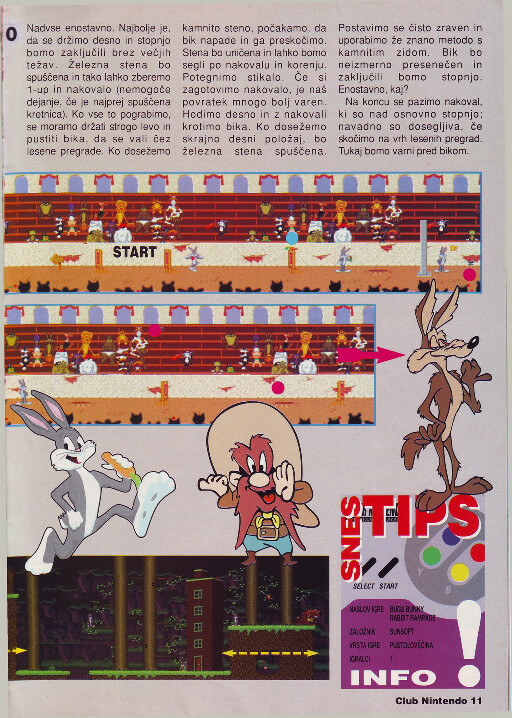 0
Nadvse enostavno. Najbolje je,
da se držimo desno in stopnjo
bomo zaključili brez večjih
težav. Železna stena bo
spuščena in tako lahko zberemo
1-up in nakovalo (nemogoče
dejanje, če je najprej spuščena
kretnica). Ko vse to pograbimo,
se moramo držati strogo levo in
pustiti bika, da se vali čez
lesene pregrade. Ko dosežemo
kamnito steno, počakamo, da
bik napade in ga preskočimo.
Stena bo uničena in lahko bomo
segli po nakovalu in korenju.
Potegnimo stikalo. Če si
zagotovimo nakovalo, je naš
povratek mnogo bolj varen.
Hodimo desno in z nakovali
krotimo bika. Ko dosežemo
skrajno desni položaj, bo
železna stena spuščena.
Postavimo se čisto zraven in
uporabimo že znano metodo s
kamnitim zidom. Bik bo
neizmerno presenečen in
zaključili bomo stopnjo.
Enostavno, kaj?
Na koncu se pazimo nakoval,
ki so nad osnovno stopnjo;
navadno so dosegljiva, če
skočimo na vrh lesenih pregrad.
Tukaj bomo varni pred bikom.
START
SNES
TIPS
Y
B
SELECT START
NASLOV IGRE BUGS BUNNY
RABBIT RAMPAGE
ZALOŽNIK SUNSOFT
VRSTA IGRE PUSTOLOVŠČINA
IGRALCI 1
INFO !
Club Nintendo 11